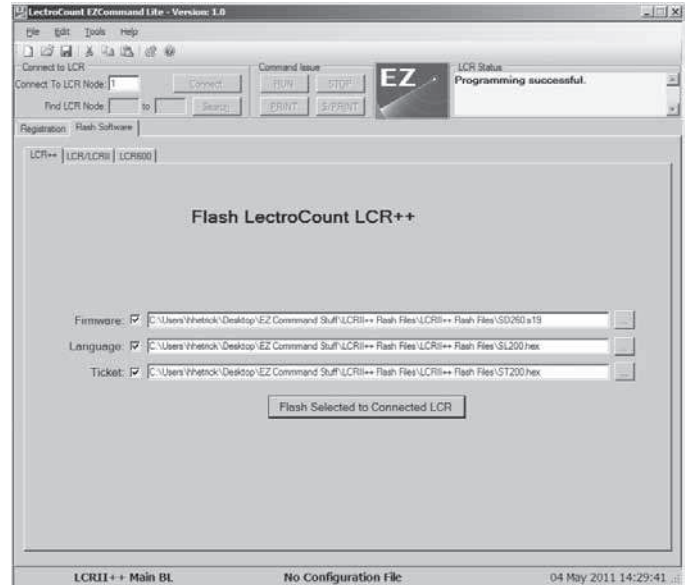 LectroCount EZCommand Lite - Version: 1.0
File Edit Tools Help
Connect to LCR
Connect To LCR Node: 1
Connect
Find LCR Node
to
Search
Command Issue
RUN
STOP
PRINT
S/PRINT
EZ
LCR Status
Programming successful.
Registration
Flash Software
LCR++
LCR/LCRII
LCR600
Flash LectroCount LCR++
Firmware: C:\Users\hhetrick\Desktop\EZ Commmand Stuff\LCRII++ Flash Files\LCRII++ Flash Files\SD260.s19 ...
Language: C:\Users\hhetrick\Desktop\EZ Commmand Stuff\LCRII++ Flash Files\LCRII++ Flash Files\SL200.hex ...
Ticket: C:\Users\hhetrick\Desktop\EZ Commmand Stuff\LCRII++ Flash Files\LCRII++ Flash Files\ST200.hex ...
Flash Selected to Connected LCR
LCRII++ Main BL
No Configuration File
04 May 2011 14:29:41